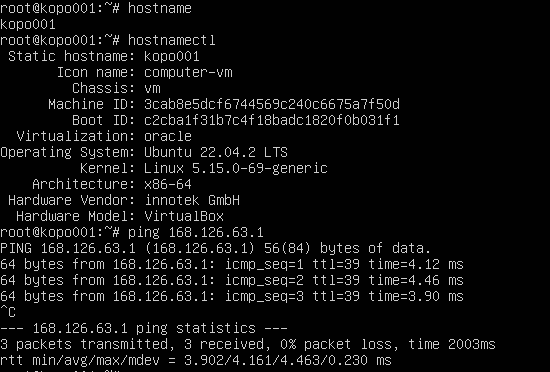 root@kopo001:~# hostname
kopo001
root@kopo001:~# hostnamectl
Static hostname: kopo001
Icon name: computer-vm
Chassis: vm
Machine ID: 3cab8e5dcf6744569c240c6675a7f50d
Boot ID: c2cba1f31b7c4f18badc1820f0b031f1
Virtualization: oracle
Operating System: Ubuntu 22.04.2 LTS
Kernel: Linux 5.15.0-69-generic
Architecture: x86-64
Hardware Vendor: innotek GmbH
Hardware Model: VirtualBox
root@kopo001:~# ping 168.126.63.1
PING 168.126.63.1 (168.126.63.1) 56(84) bytes of data.
64 bytes from 168.126.63.1: icmp_seq=1 ttl=39 time=4.12 ms
64 bytes from 168.126.63.1: icmp_seq=2 ttl=39 time=4.46 ms
64 bytes from 168.126.63.1: icmp_seq=3 ttl=39 time=3.90 ms
^C
--- 168.126.63.1 ping statistics ---
3 packets transmitted, 3 received, 0% packet loss, time 2003ms
rtt min/avg/max/mdev = 3.902/4.161/4.463/0.230 ms